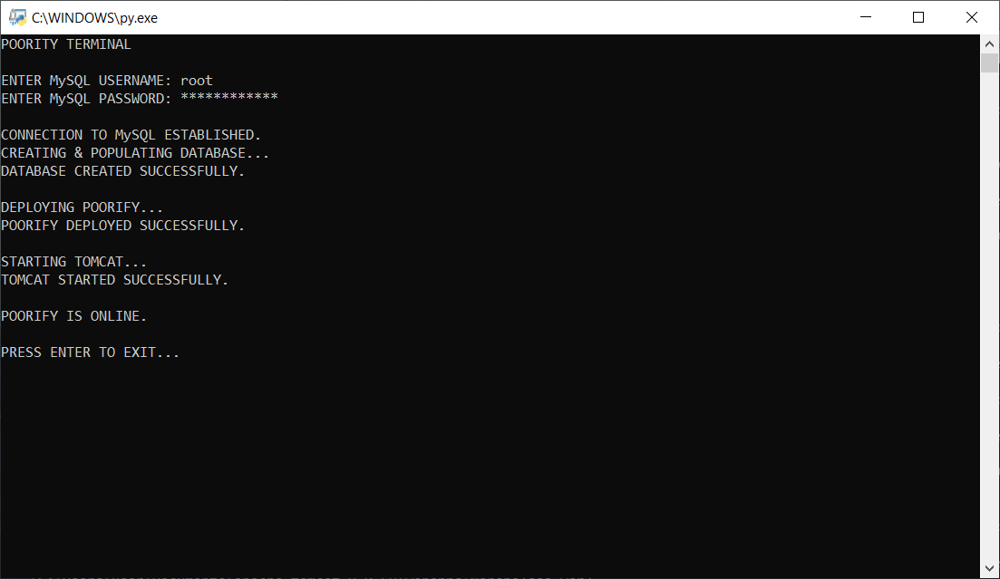 C:\WINDOWS\py.exe
POORITY TERMINAL
ENTER MySQL USERNAME: root
ENTER MySQL PASSWORD: ************
CONNECTION TO MySQL ESTABLISHED.
CREATING & POPULATING DATABASE...
DATABASE CREATED SUCCESSFULLY.
DEPLOYING POORIFY...
POORIFY DEPLOYED SUCCESSFULLY.
STARTING TOMCAT...
TOMCAT STARTED SUCCESSFULLY.
POORIFY IS ONLINE.
PRESS ENTER TO EXIT...